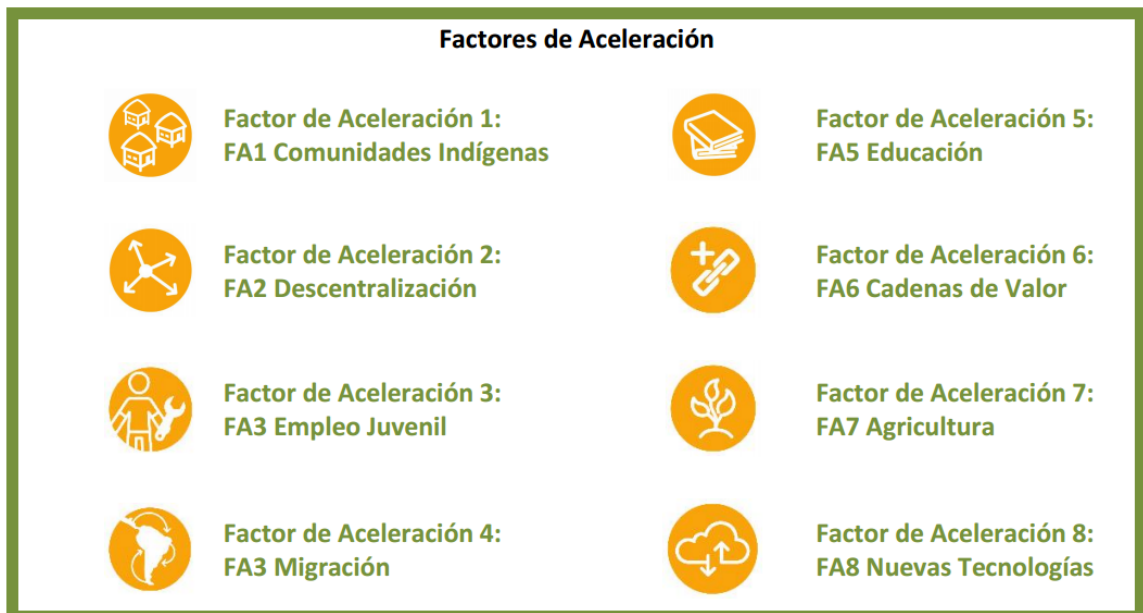 Factores de Aceleración
Factor de Aceleración 1:
FA1 Comunidades Indígenas
Factor de Aceleración 2:
FA2 Descentralización
Factor de Aceleración 3:
FA3 Empleo Juvenil
Factor de Aceleración 4:
FA3 Migración
Factor de Aceleración 5:
FA5 Educación
Factor de Aceleración 6:
FA6 Cadenas de Valor
Factor de Aceleración 7:
FA7 Agricultura
Factor de Aceleración 8:
FA8 Nuevas Tecnologías